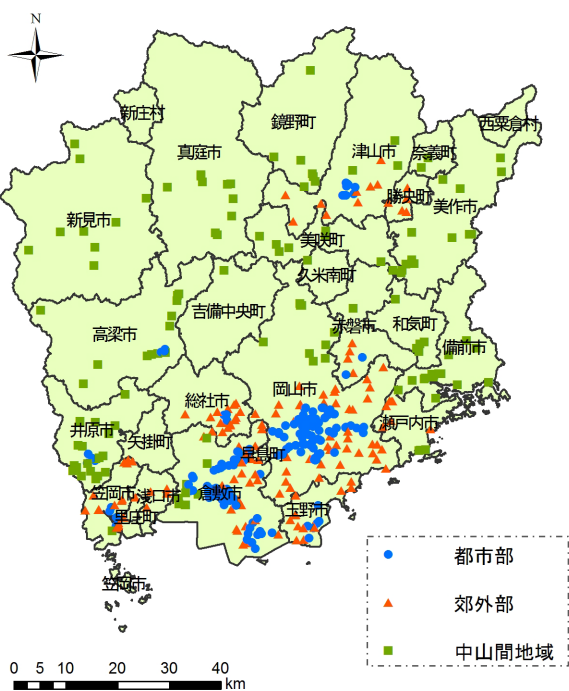 N
新庄村
鏡野町
西粟倉村
真庭市
津山市
奈義町
勝央町
美作市
新見市
美咲町
久米南町
吉備中央町
高梁市
赤磐市
和気町
備前市
総社市
岡山市
瀬戸内市
井原市
矢掛町
早島町
笠岡市
浅口市
倉敷市
里庄町
玉野市
笠岡市
都市部
郊外部
中山間地域
0 5 10 20 30 40 km